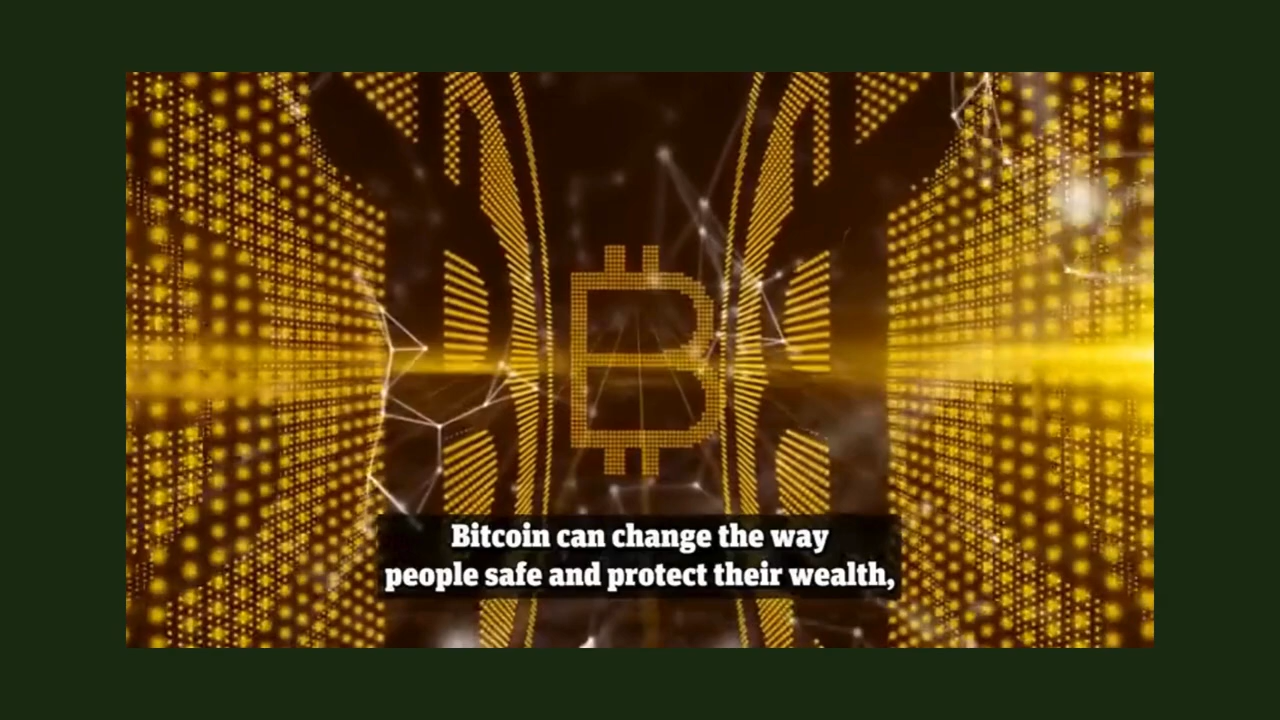 Bitcoin can change the way
people safe and protect their wealth,